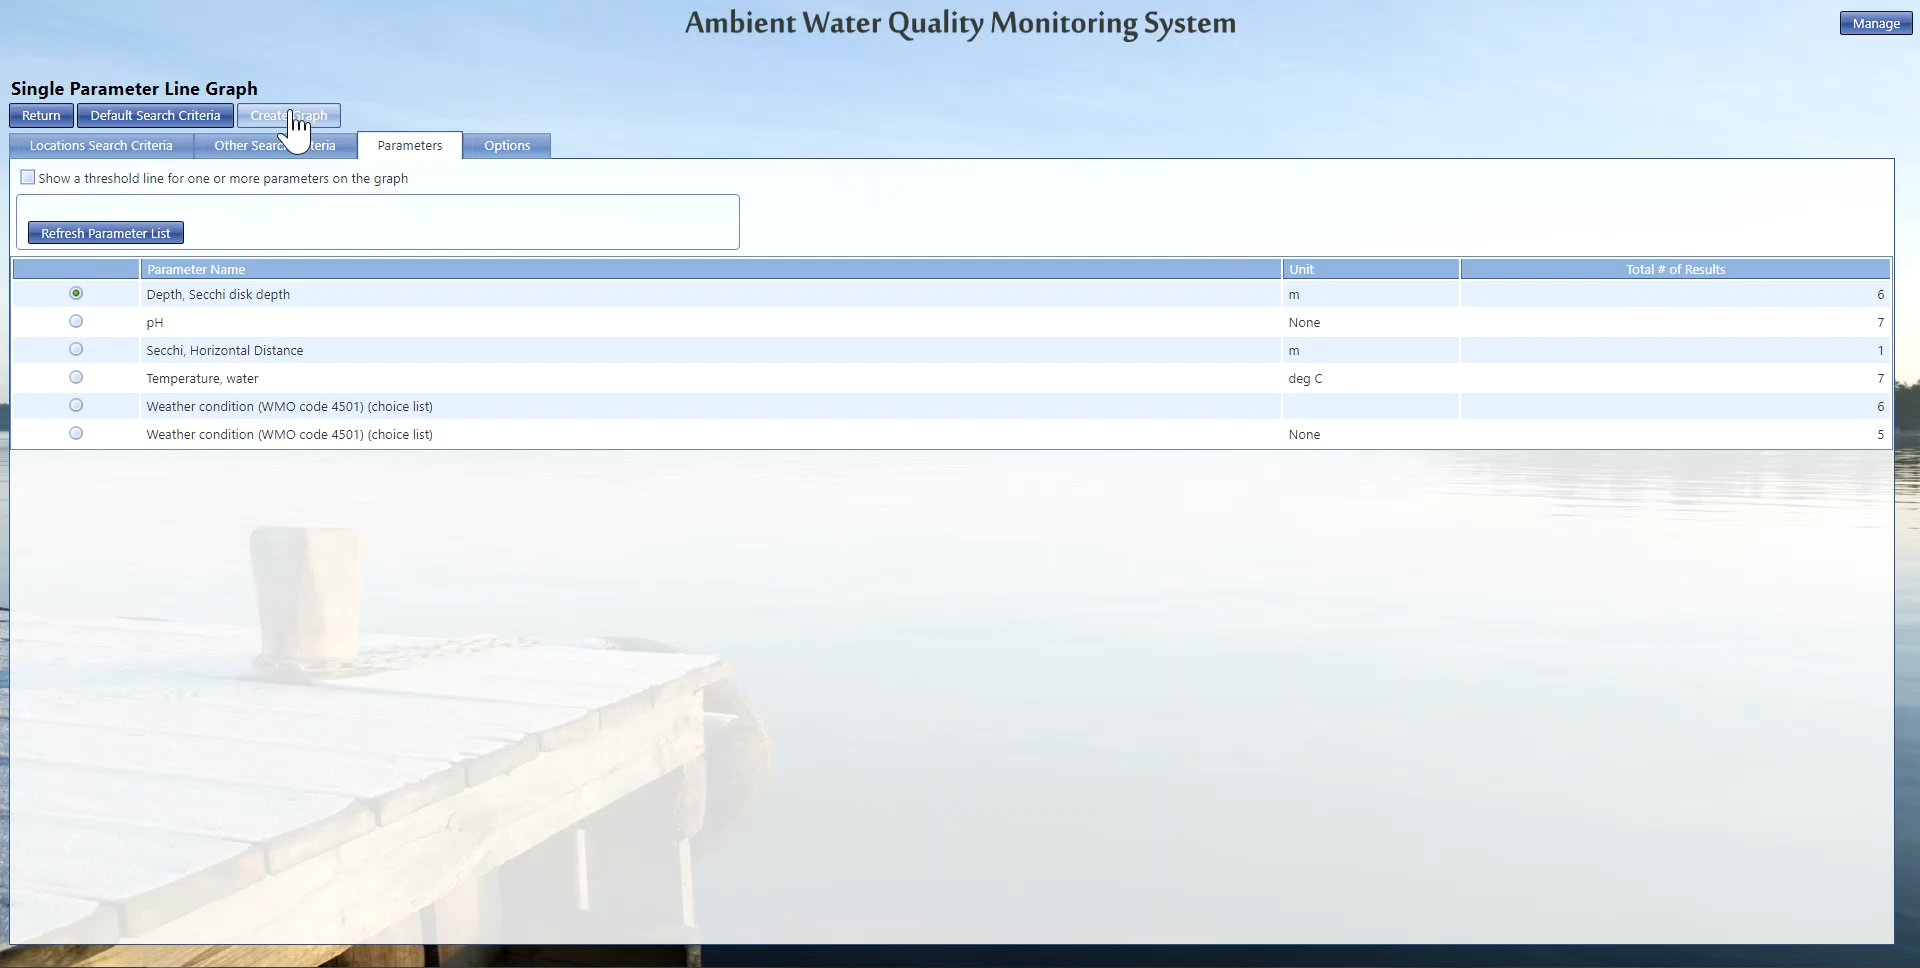 Ambient Water Quality Monitoring System
Manage
Single Parameter Line Graph
Return Default Search Criteria Create Graph
Locations Search Criteria Other Parameters Options
Show a threshold line for one or more parameters on the graph
Refresh Parameter List
Parameter Name Unit Total # of Results
Depth, Secchi disk depth m 6
pH None 7
Secchi, Horizontal Distance m 1
Temperature, water deg C 7
Weather condition (WMO code 4501) (choice list) 6
Weather condition (WMO code 4501) (choice list) None 5